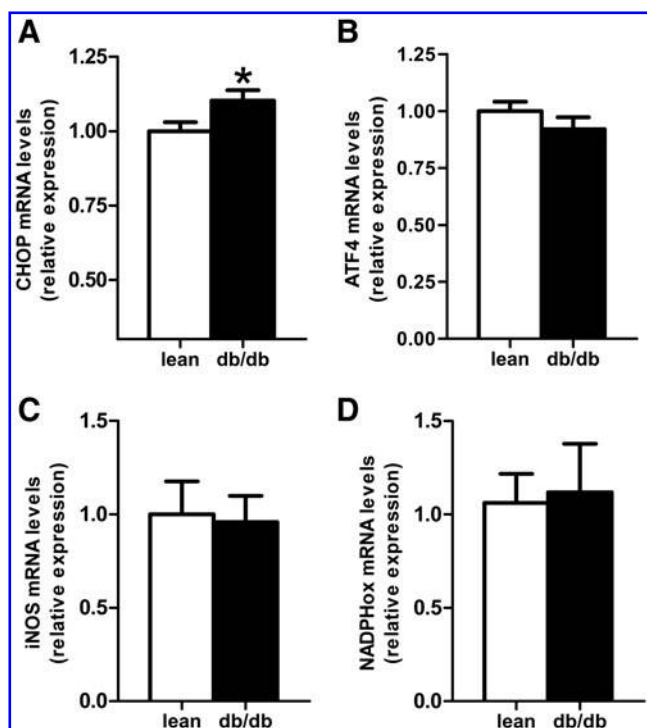 A
CHOP mRNA levels
(relative expression)
1.25
1.00
0.75
0.50
*
lean db/db
B
ATF4 mRNA levels
(relative expression)
1.25
1.00
0.75
0.50
0.25
0.00
lean db/db
C
iNOS mRNA levels
(relative expression)
1.5
1.0
0.5
0.0
lean db/db
D
NADPHox mRNA levels
(relative expression)
1.5
1.0
0.5
0.0
lean db/db